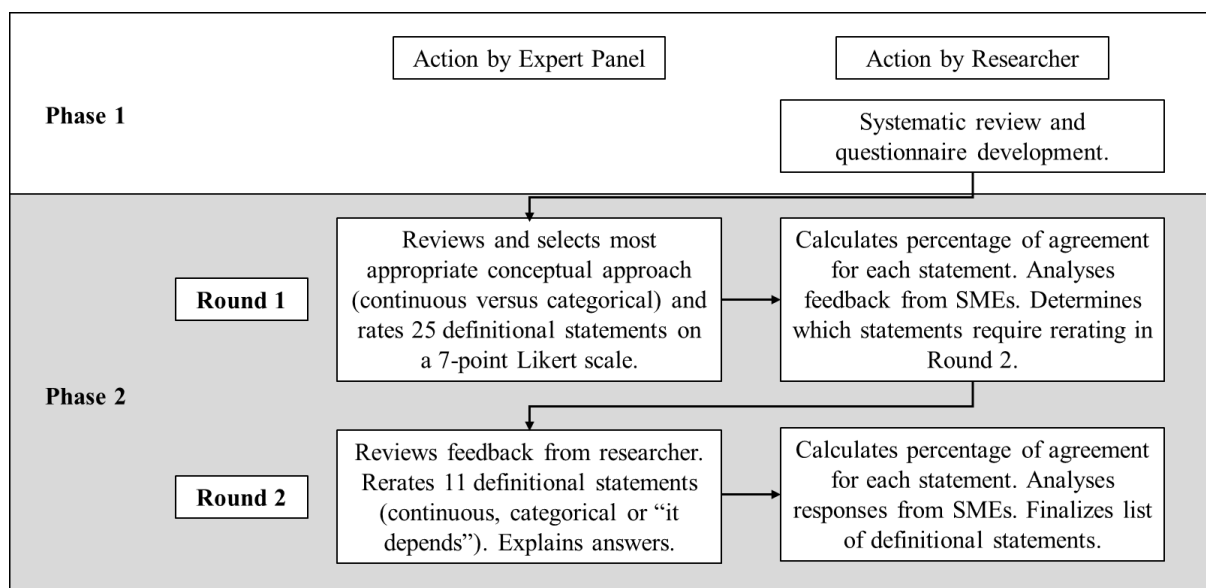 Action by Expert Panel
Action by Researcher
Phase 1
Systematic review and
questionnaire development.
Phase 2
Round 1
Reviews and selects most
appropriate conceptual approach
(continuous versus categorical) and
rates 25 definitional statements on
a 7-point Likert scale.
Calculates percentage of agreement
for each statement. Analyses
feedback from SMEs. Determines
which statements require rerating in
Round 2.
Round 2
Reviews feedback from researcher.
Rerates 11 definitional statements
(continuous, categorical or “it
depends”). Explains answers.
Calculates percentage of agreement
for each statement. Analyses
responses from SMEs. Finalizes list
of definitional statements.